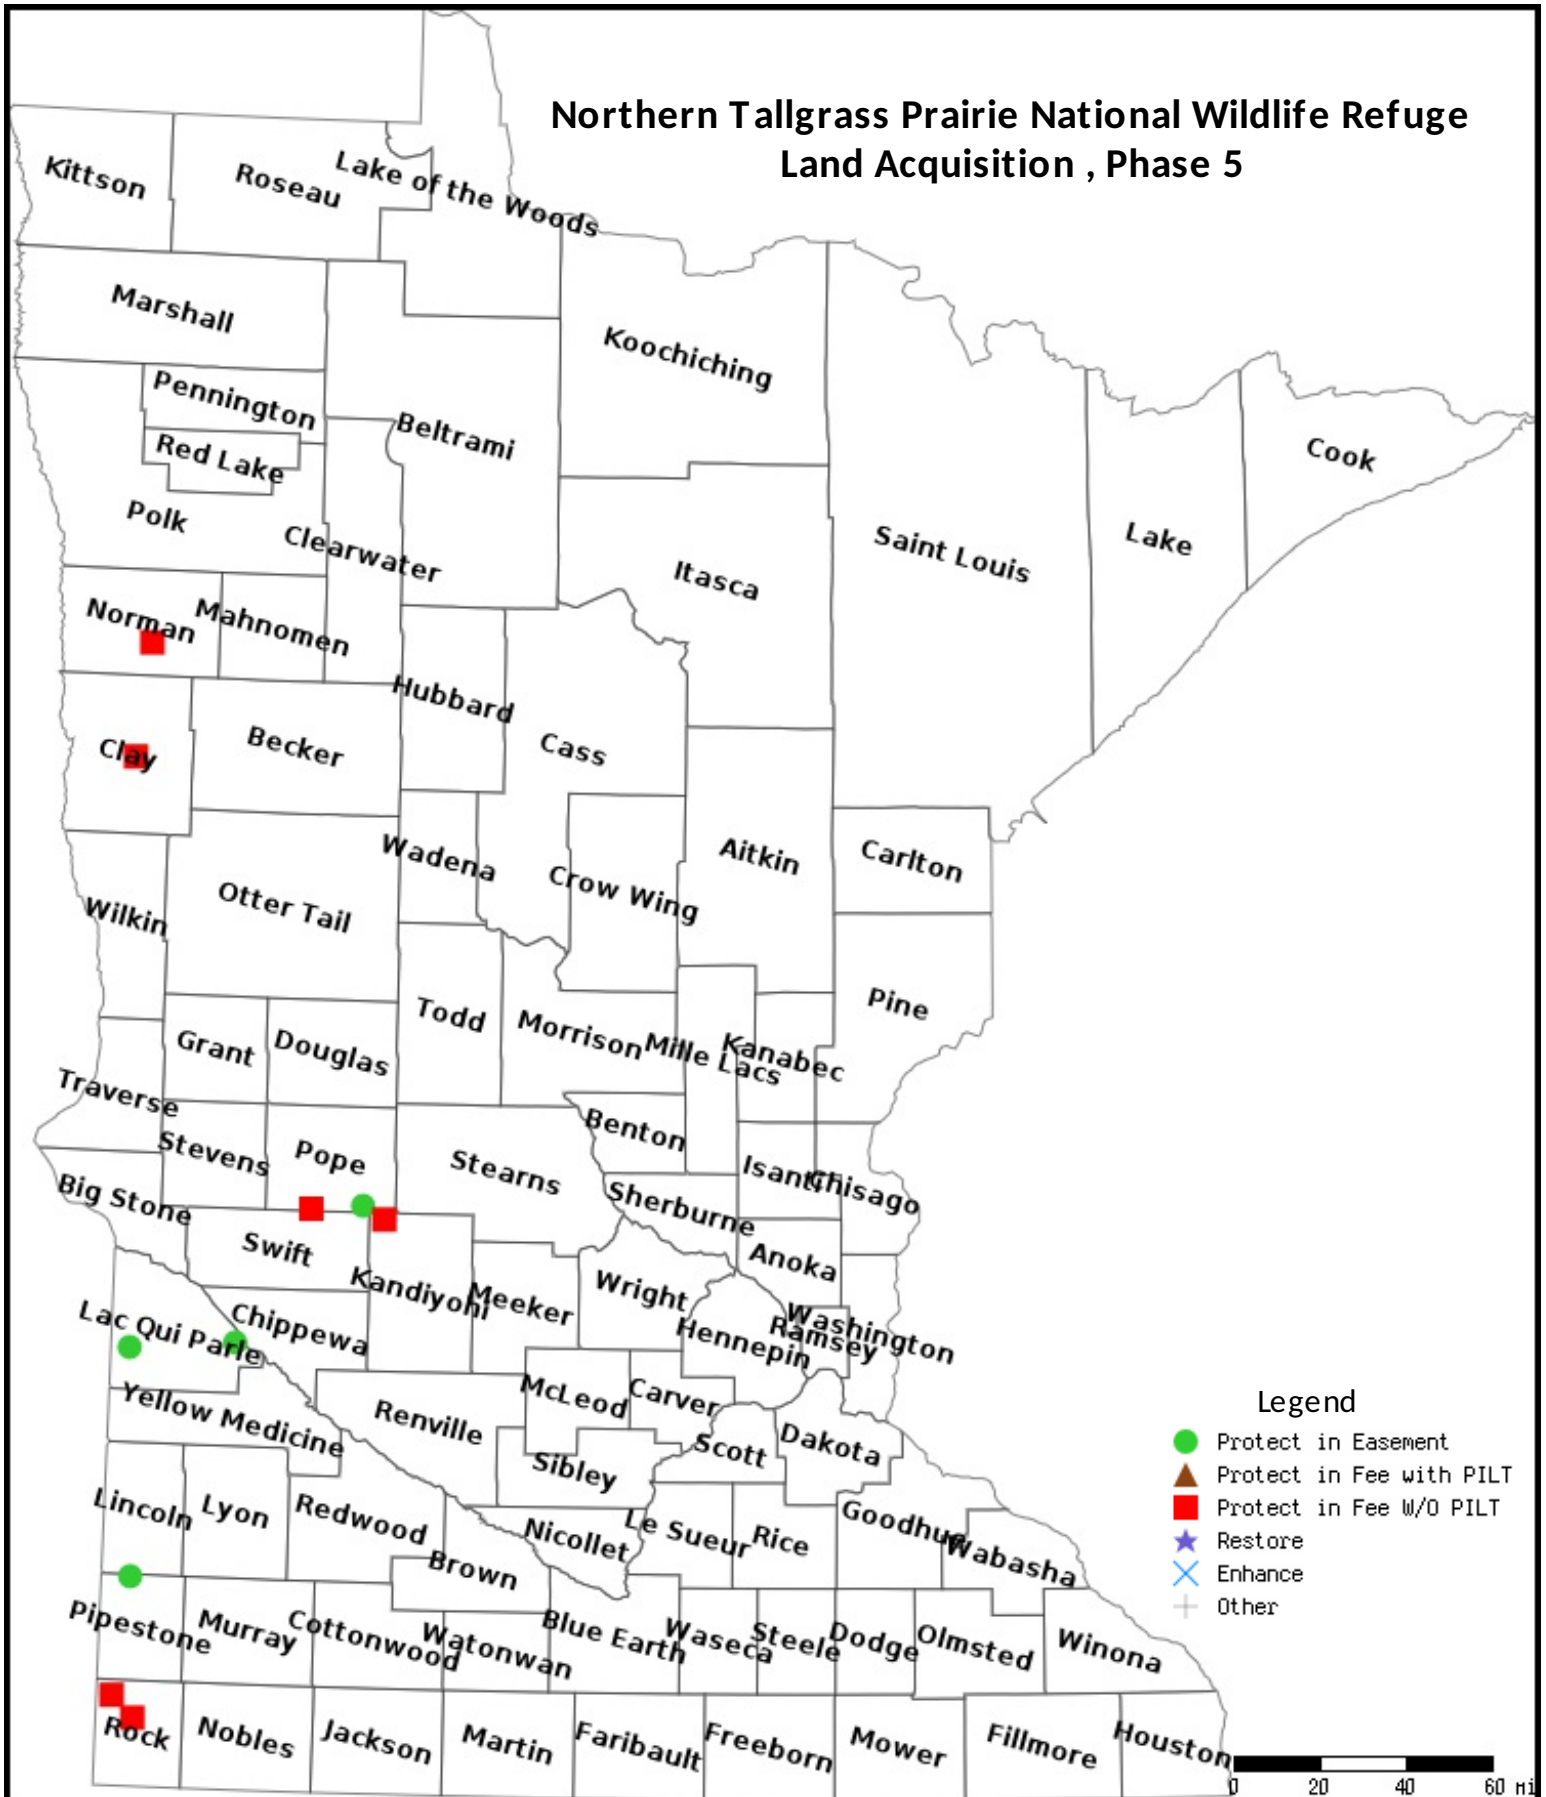 Northern Tallgrass Prairie National Wildlife Refuge
Land Acquisition , Phase 5
Kittson
Roseau
Lake of the Woods
Marshall
Koochiching
Pennington
Beltrami
Red Lake
Cook
Polk
Clearwater
Saint Louis
Lake
Itasca
Norman
Mahnomen
Hubbard
Clay
Becker
Cass
Wadena
Aitkin
Carlton
Crow Wing
Otter Tail
Wilkin
Pine
Todd
Morrison
Mille Lacs
Kanabec
Grant
Douglas
Traverse
Benton
Stevens
Pope
Stearns
Isanti
Chisago
Big Stone
Sherburne
Swift
Anoka
Kandiyohi
Meeker
Wright
Lac Qui Parle
Chippewa
Hennepin
Ramsey
Washington
Yellow Medicine
Renville
McLeod
Carver
Legend
Scott
Dakota
Protect in Easement
Sibley
Protect in Fee with PILT
Lincoln
Lyon
Redwood
Protect in Fee W/O PILT
Nicollet
Le Sueur
Rice
Goodhue
Restore
Wabasha
Brown
Enhance
Other
Pipestone
Murray
Cottonwood
Watonwan
Blue Earth
Waseca
Steele
Dodge
Olmsted
Winona
Rock
Nobles
Jackson
Martin
Faribault
Freeborn
Mower
Fillmore
Houston
0 20 40 60 mi